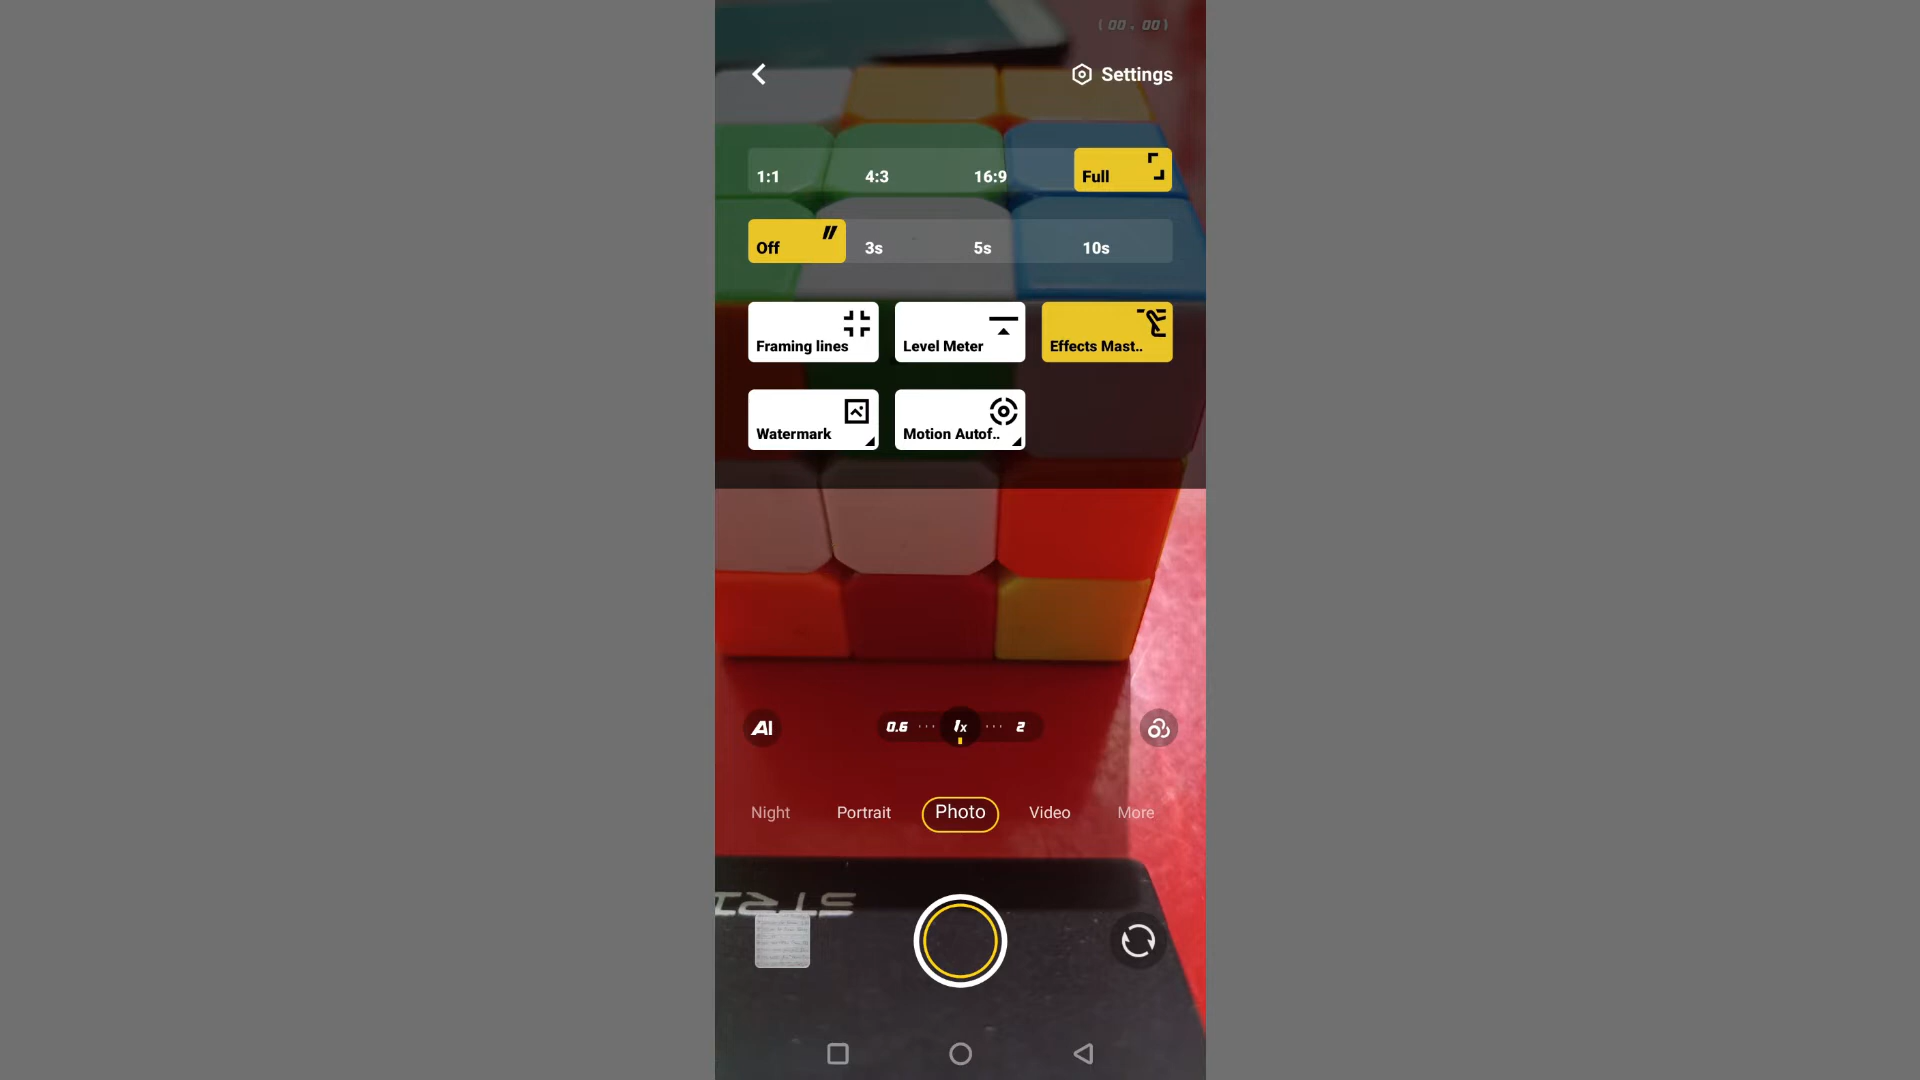 (00.00)
Settings
1:1 4:3 16:9 Full
Off 3s 5s 10s
Framing lines Level Meter Effects Mast..
Watermark Motion Autof..
AI 0.6 1x 2
Night Portrait Photo Video More